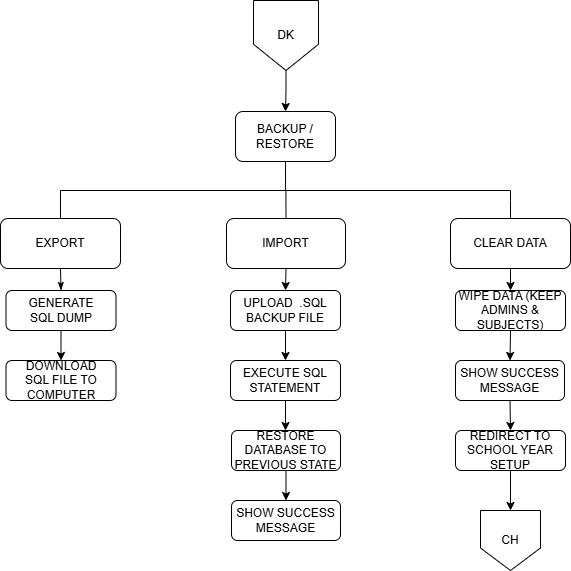 DK
BACKUP /
RESTORE
EXPORT
IMPORT
CLEAR DATA
GENERATE
SQL DUMP
UPLOAD .SQL
BACKUP FILE
WIPE DATA (KEEP
ADMINS &
SUBJECTS)
DOWNLOAD
SQL FILE TO
COMPUTER
EXECUTE SQL
STATEMENT
SHOW SUCCESS
MESSAGE
RESTORE
DATABASE TO
PREVIOUS STATE
REDIRECT TO
SCHOOL YEAR
SETUP
SHOW SUCCESS
MESSAGE
CH